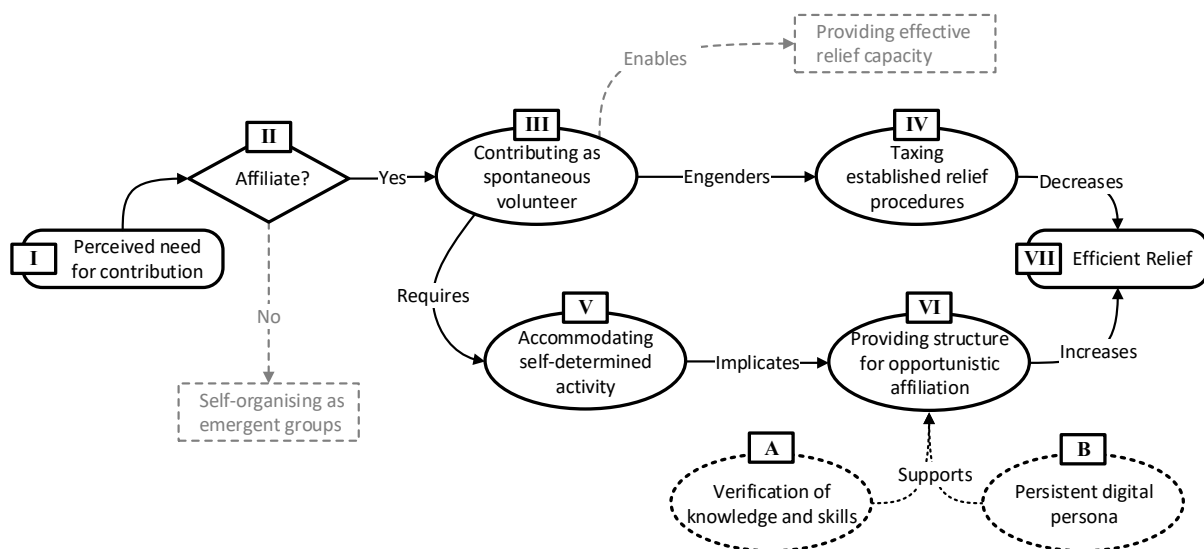 Providing effective
relief capacity
Enables
II
Affiliate?
Yes
III
Contributing as
spontaneous
volunteer
Engenders
IV
Taxing
established relief
procedures
Decreases
I
Perceived need
for contribution
VII
Efficient Relief
No
Requires
V
Accommodating
self-determined
activity
Implicates
VI
Providing structure
for opportunistic
affiliation
Increases
Self-organising as
emergent groups
A
Verification of
knowledge and skills
Supports
B
Persistent digital
persona